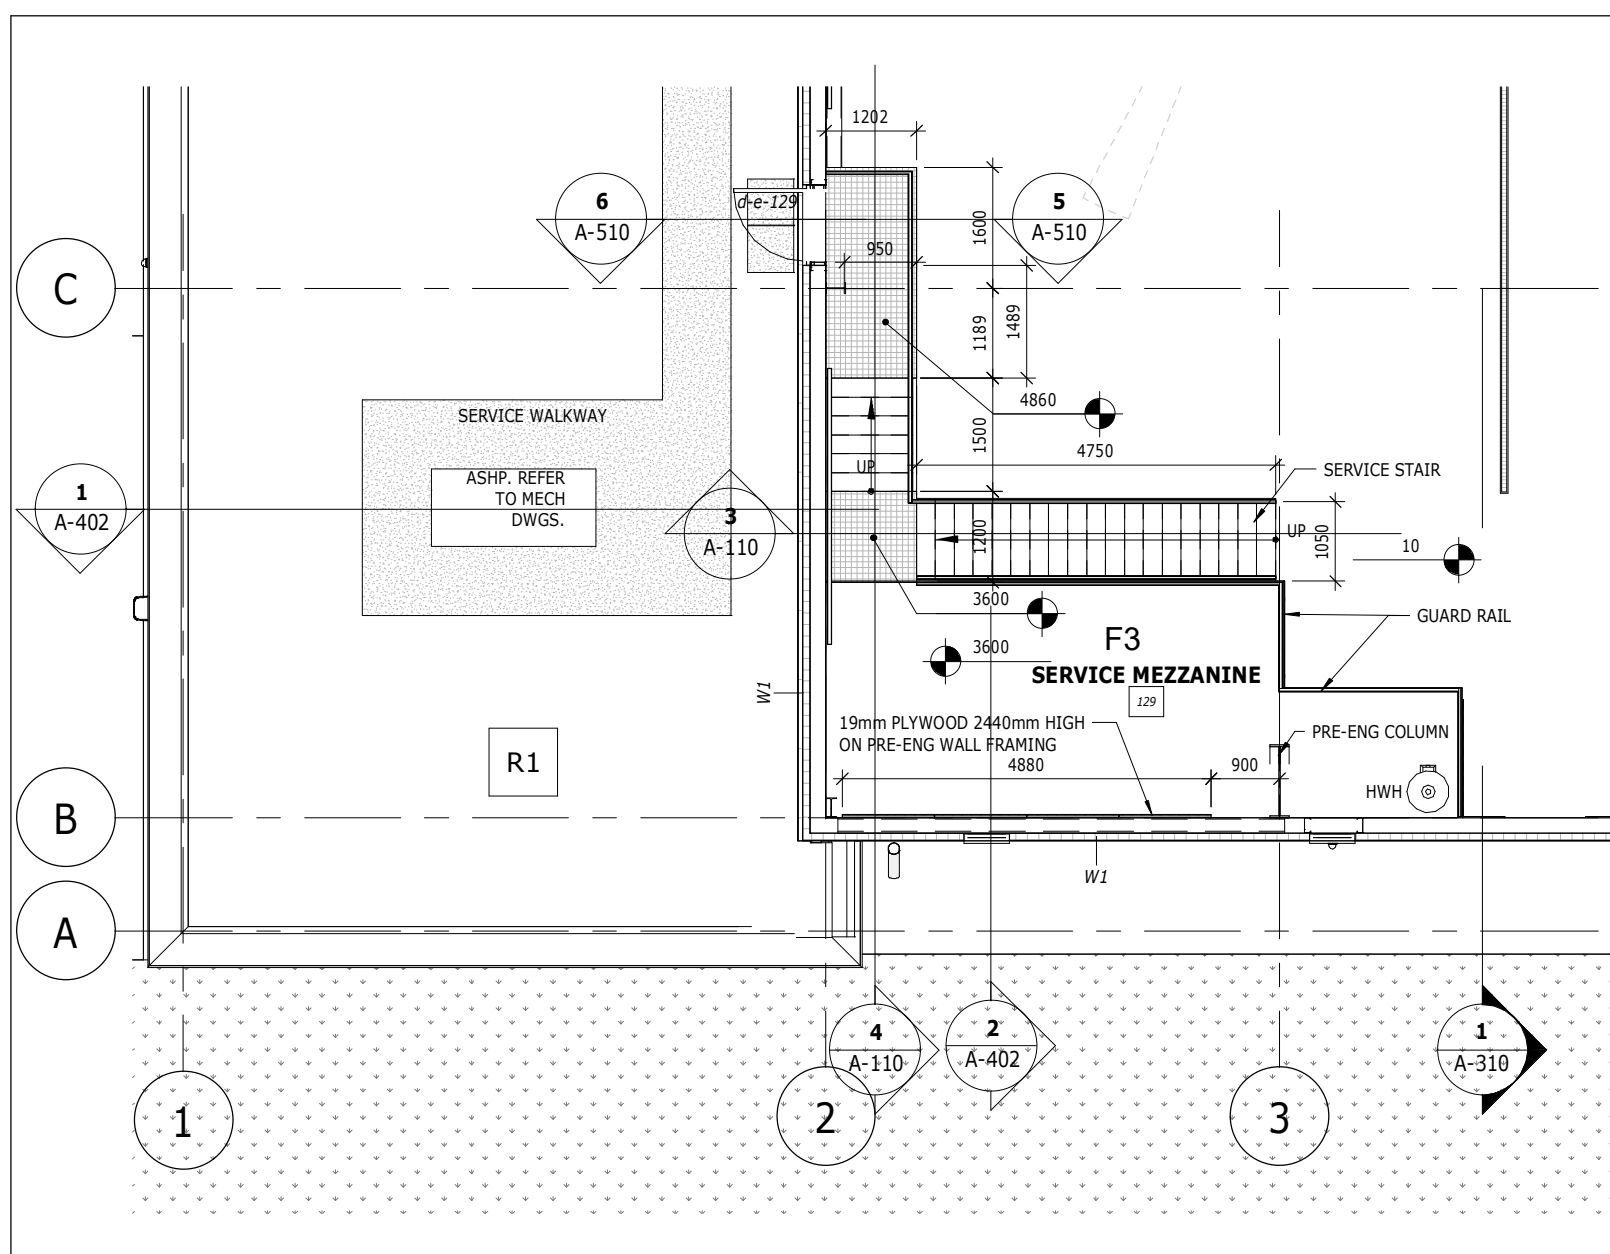 1202
6
A-510
d-e-129
5
A-510
1600
950
C
1189
1489
SERVICE WALKWAY
4860
1500
4750
UP
SERVICE STAIR
ASHP. REFER
TO MECH
DWGS.
1
A-402
3
A-110
1200
UP
1050
10
3600
3600
GUARD RAIL
F3
SERVICE MEZZANINE
129
W1
19mm PLYWOOD 2440mm HIGH
ON PRE-ENG WALL FRAMING
PRE-ENG COLUMN
R1
4880
900
HWH
B
W1
A
4
A-110
2
A-402
1
A-310
1
2
3